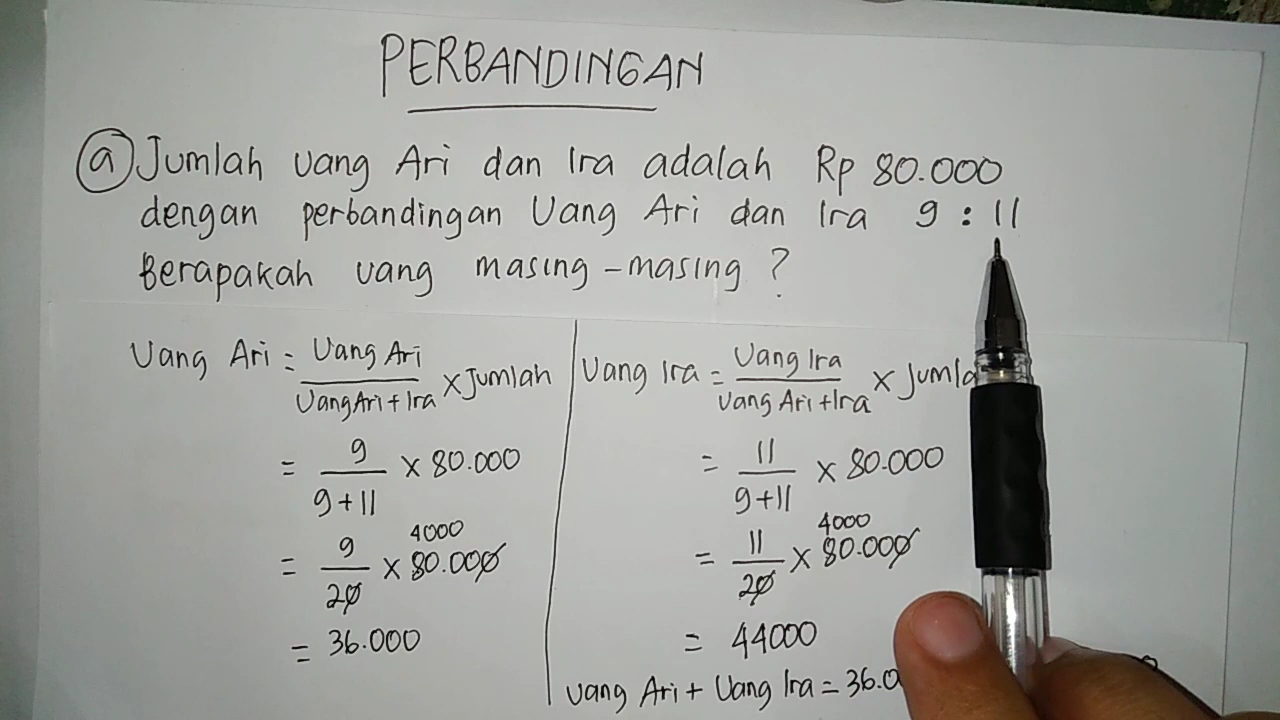 PERBANDINGAN
a Jumlah uang Ari dan Ira adalah Rp 80.000
dengan perbandingan Uang Ari dan Ira 9 : 11
Berapakah uang masing-masing ?
Uang Ari = Uang Ari / Uang Ari + Ira × Jumlah
= 9 / 9+11 × 80.000
4000
= 9 / 20 × 80.000
= 36.000
Uang Ira = Uang Ira / Uang Ari + Ira × Jumla
= 11 / 9+11 × 80.000
4000
= 11 / 20 × 80.000
= 44000
Uang Ari + Uang Ira = 36.0